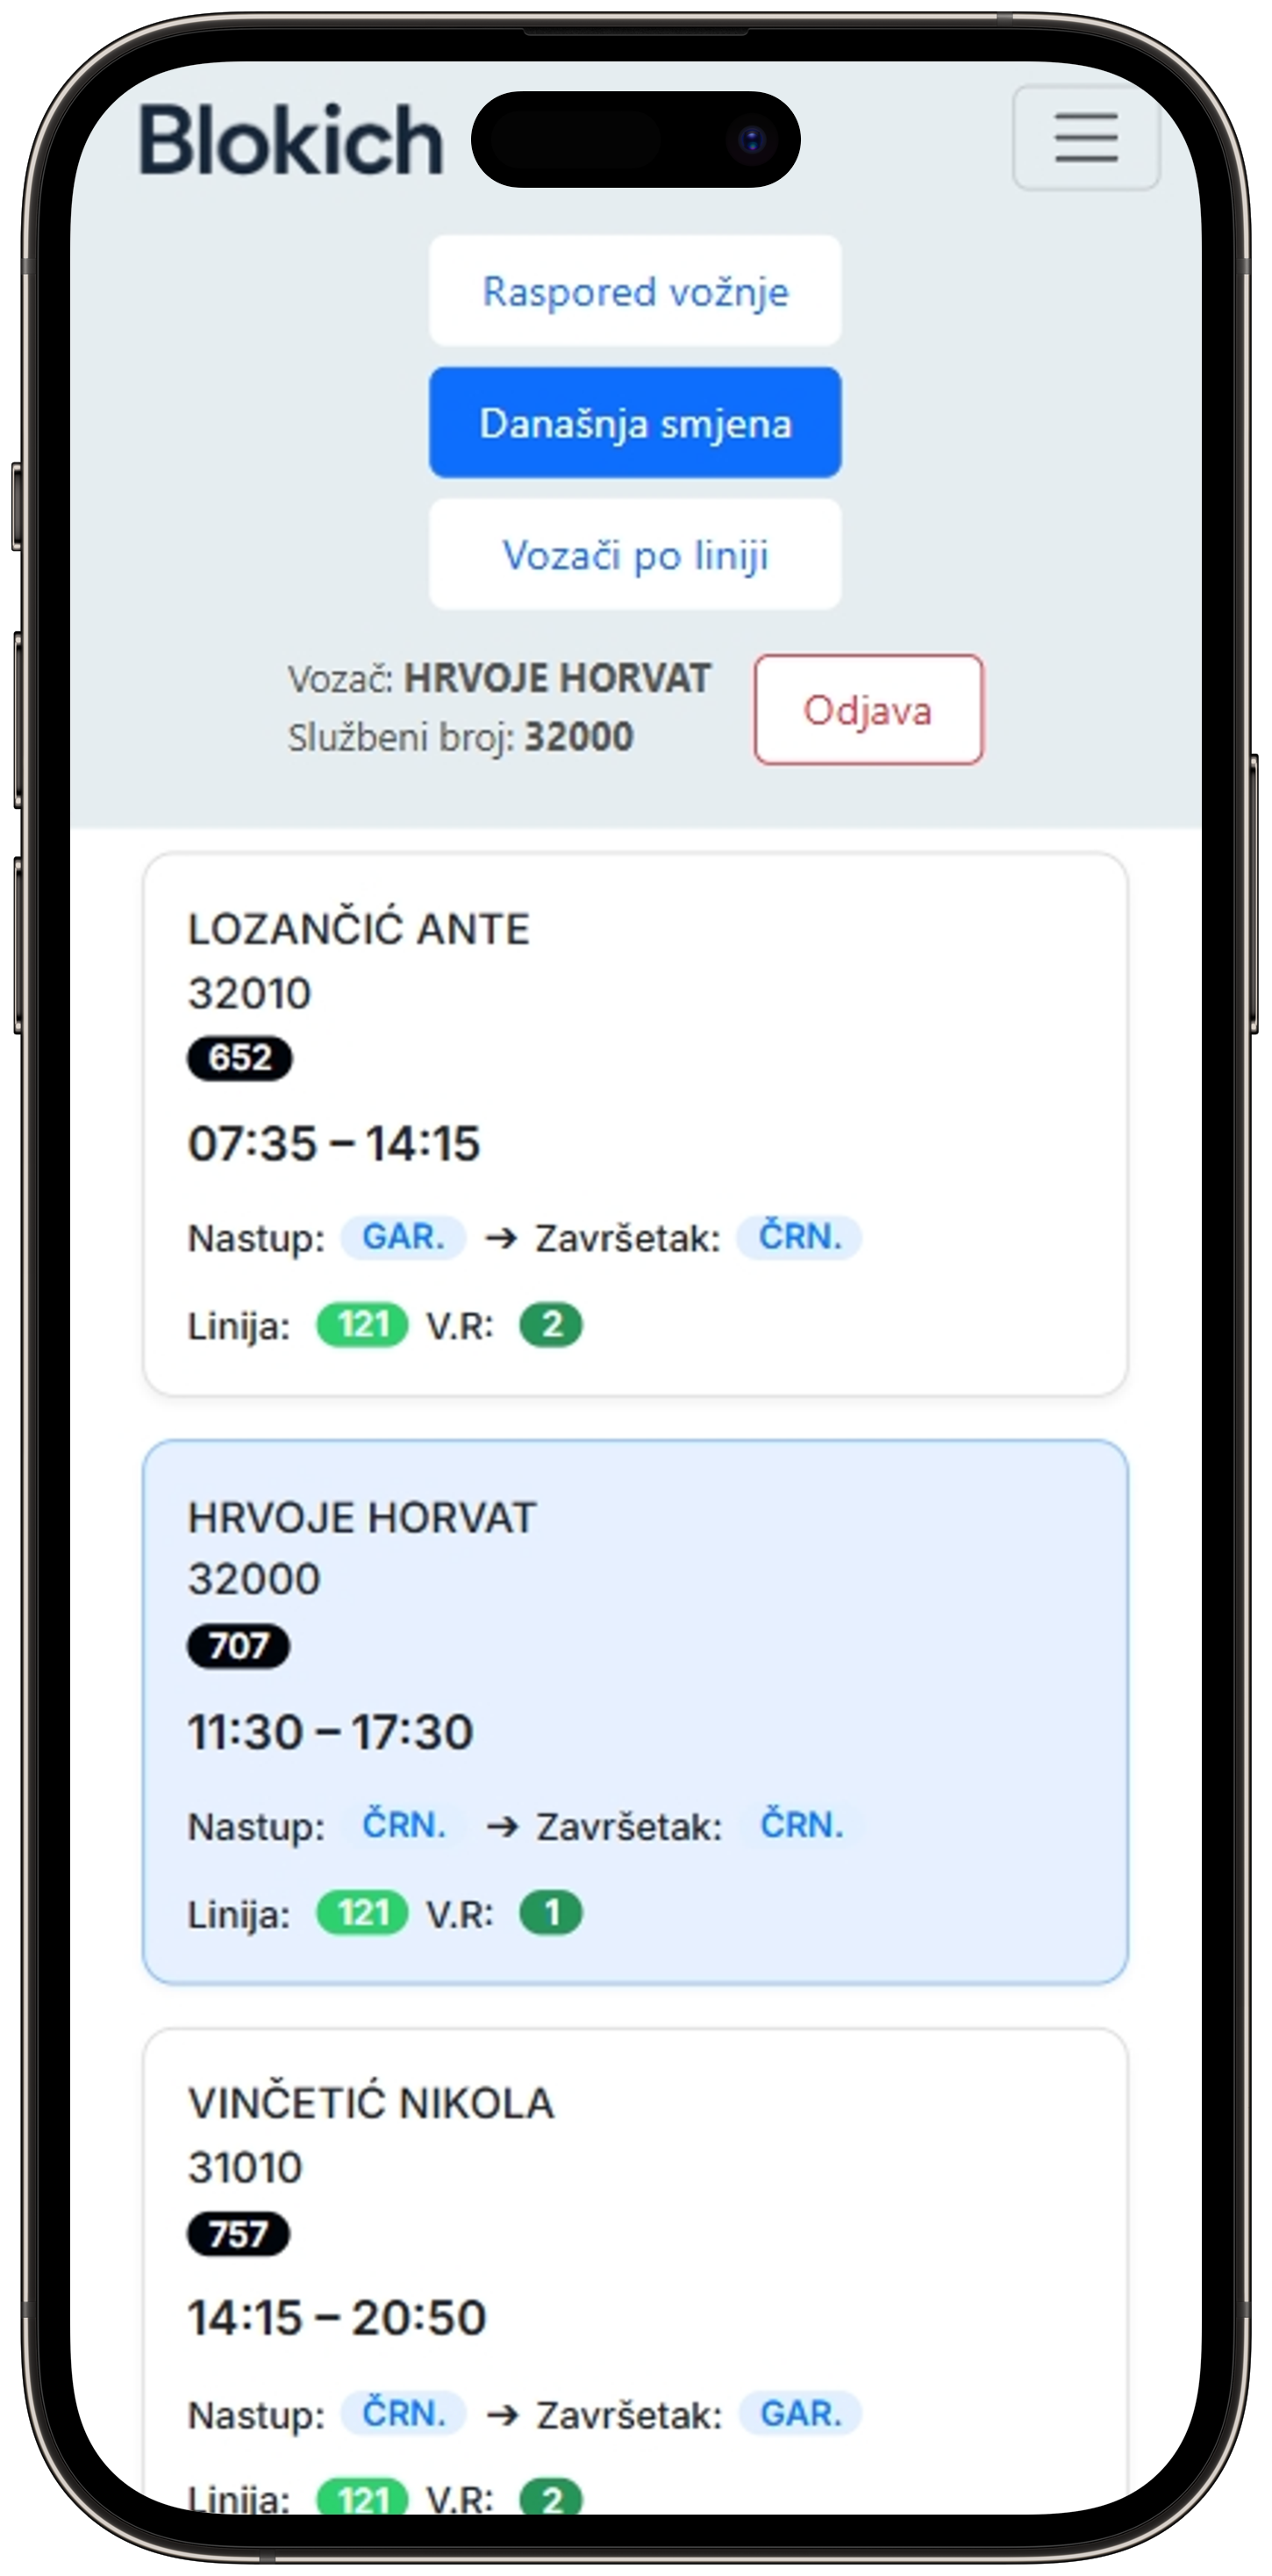 Blokich
Raspored vožnje
Današnja smjena
Vozači po liniji
Vozač: HRVOJE HORVAT
Službeni broj: 32000
Odjava
LOZANČIĆ ANTE
32010
652
07:35 – 14:15
Nastup: GAR. → Završetak: ČRN.
Linija: 121 V.R: 2
HRVOJE HORVAT
32000
707
11:30 – 17:30
Nastup: ČRN. → Završetak: ČRN.
Linija: 121 V.R: 1
VINČETIĆ NIKOLA
31010
757
14:15 – 20:50
Nastup: ČRN. → Završetak: GAR.
Linija: 121 V.R: 2